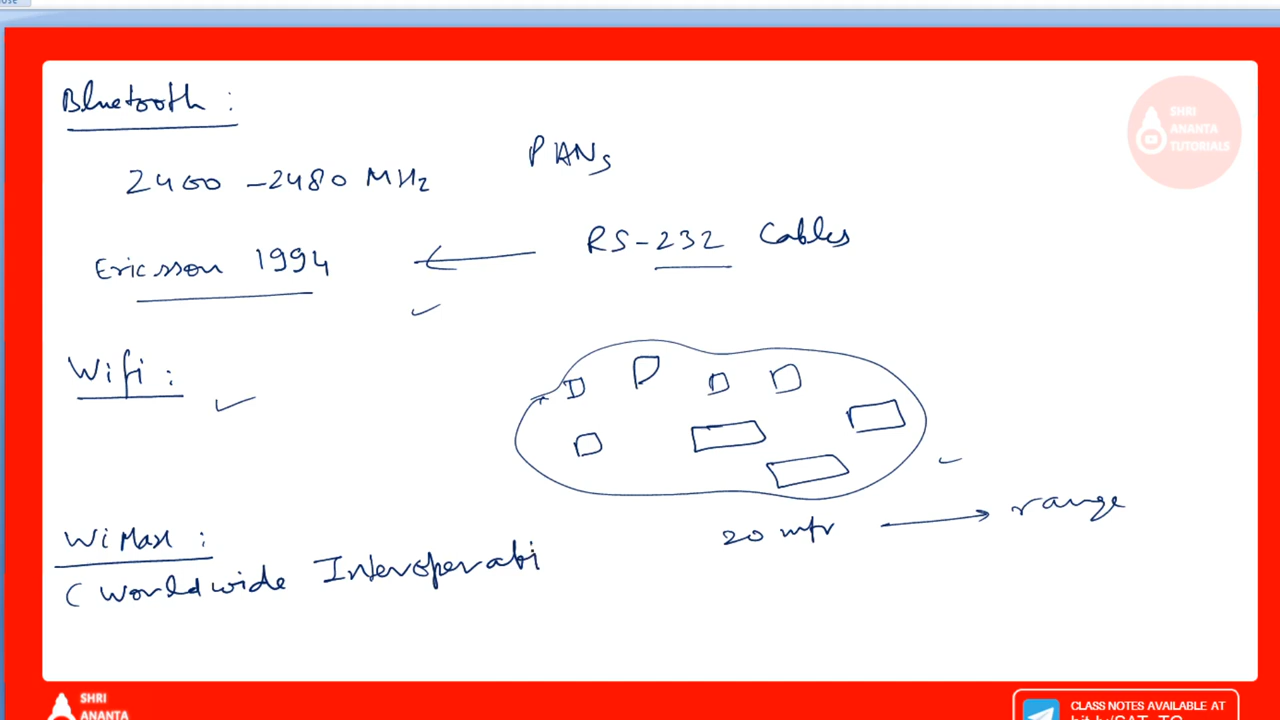 ose
Bluetooth :
PANs
2400 - 2480 MHz
RS-232 Cables
Ericsson 1994
Wifi :
20 mtr → range
WiMax :
( Worldwide Interoperabi
SHRI
ANANTA
TUTORIALS
SHRI
ANANTA
CLASS NOTES AVAILABLE AT